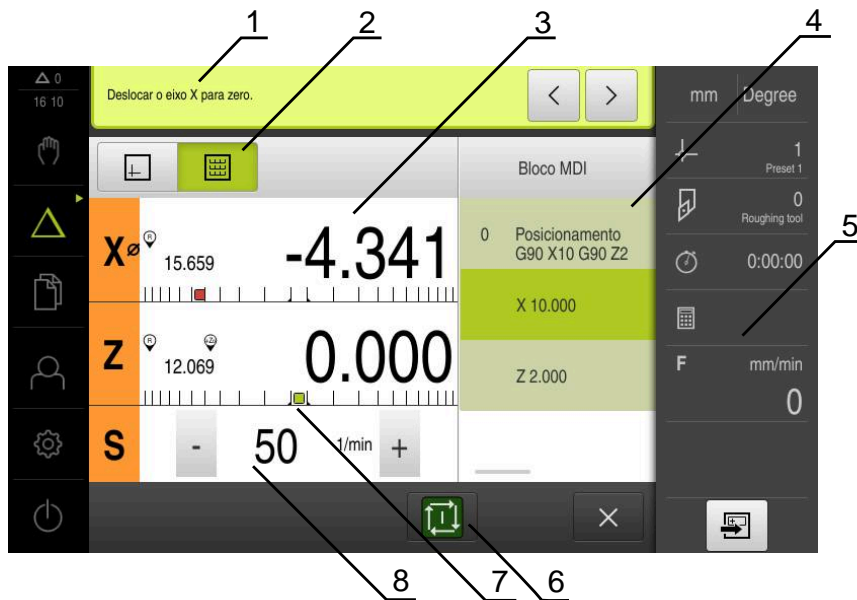 1
2
3
4
0
16 10
Deslocar o eixo X para zero.
< >
mm Degree
1
Preset 1
Bloco MDI
0
Roughing tool
5
X ø
R
15.659
-4.341
0 Posicionamento
G90 X10 G90 Z2
0:00:00
X 10.000
Z
R
12.069
0.000
Z 2.000
F mm/min
0
S
- 50 1/min +
8
7
6